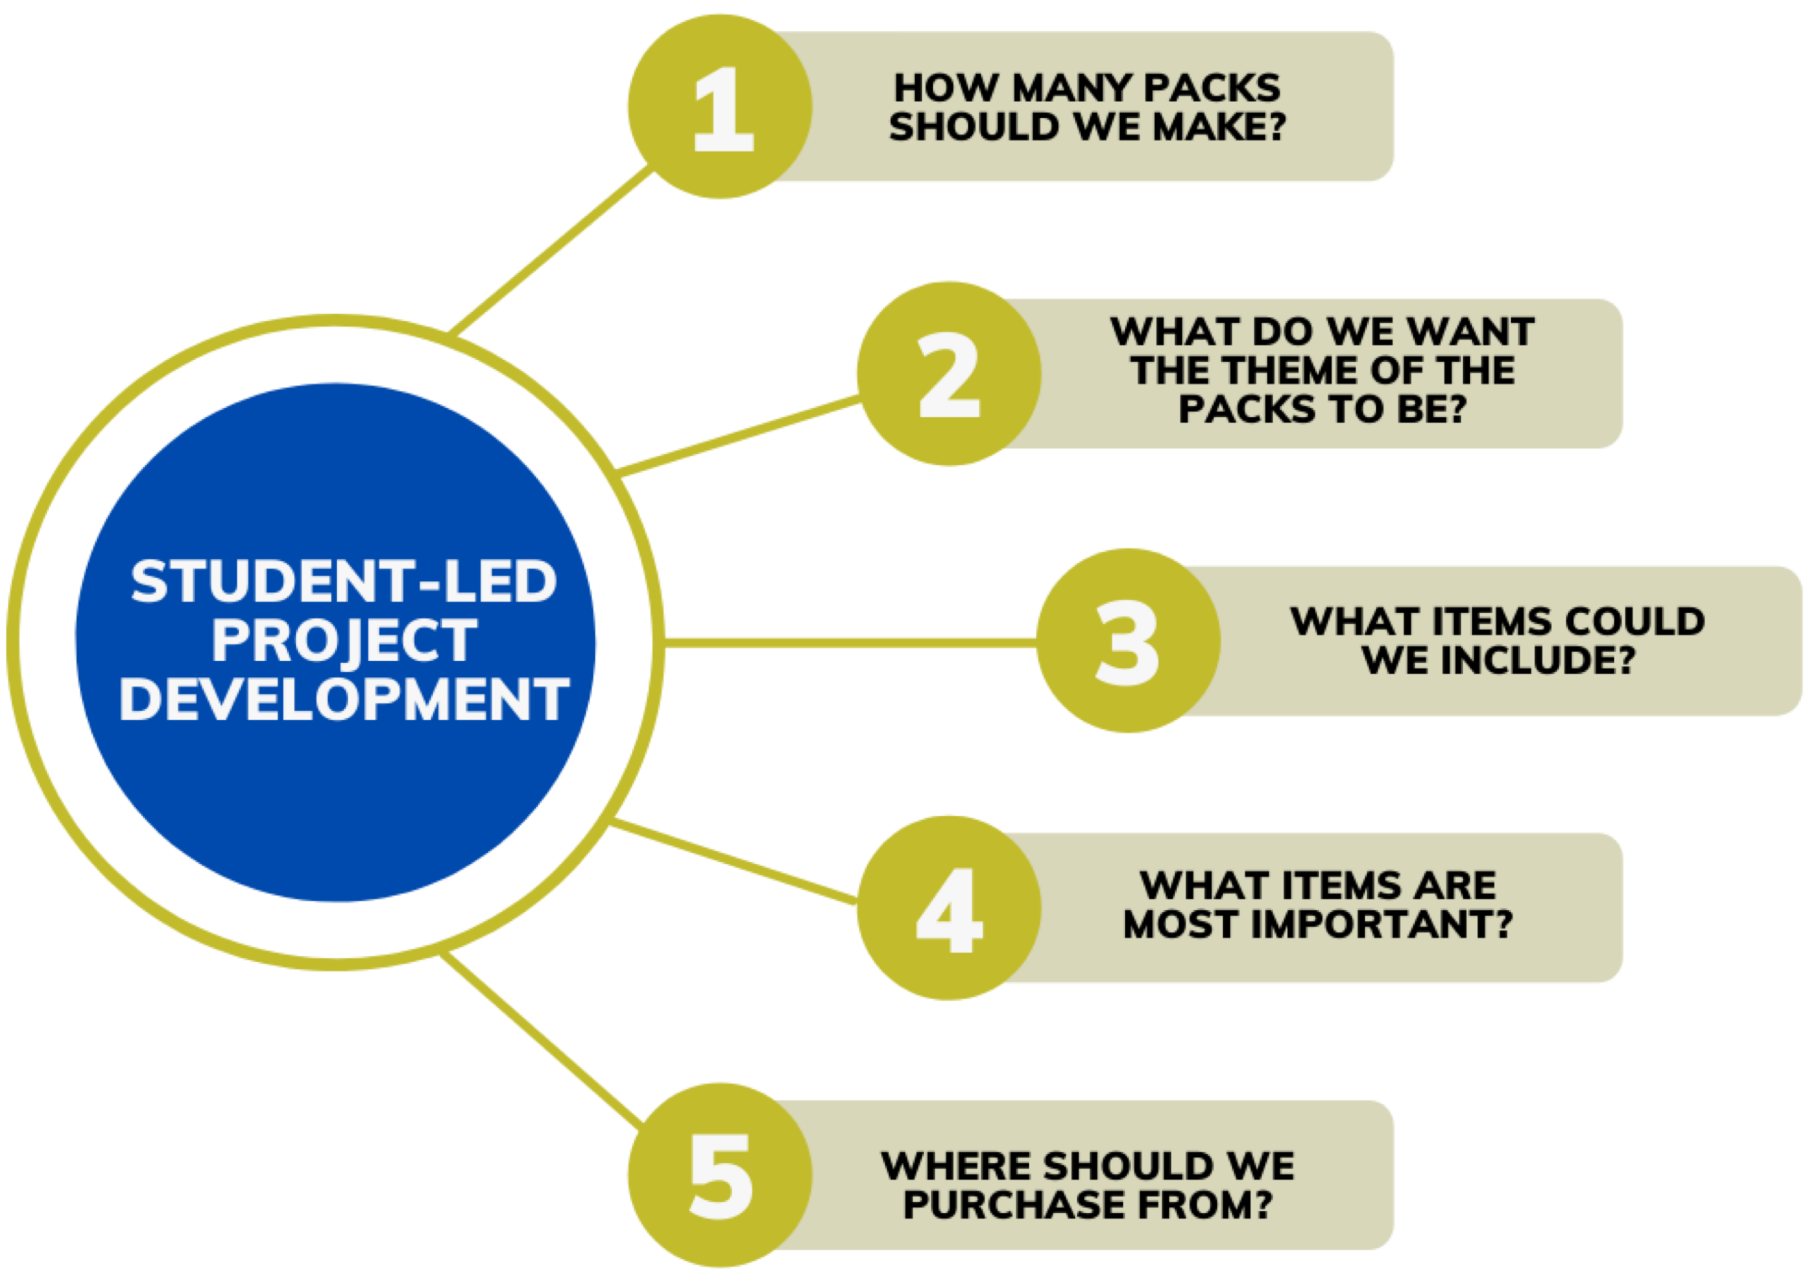 STUDENT-LED
PROJECT
DEVELOPMENT
1
HOW MANY PACKS
SHOULD WE MAKE?
2
WHAT DO WE WANT
THE THEME OF THE
PACKS TO BE?
3
WHAT ITEMS COULD
WE INCLUDE?
4
WHAT ITEMS ARE
MOST IMPORTANT?
5
WHERE SHOULD WE
PURCHASE FROM?